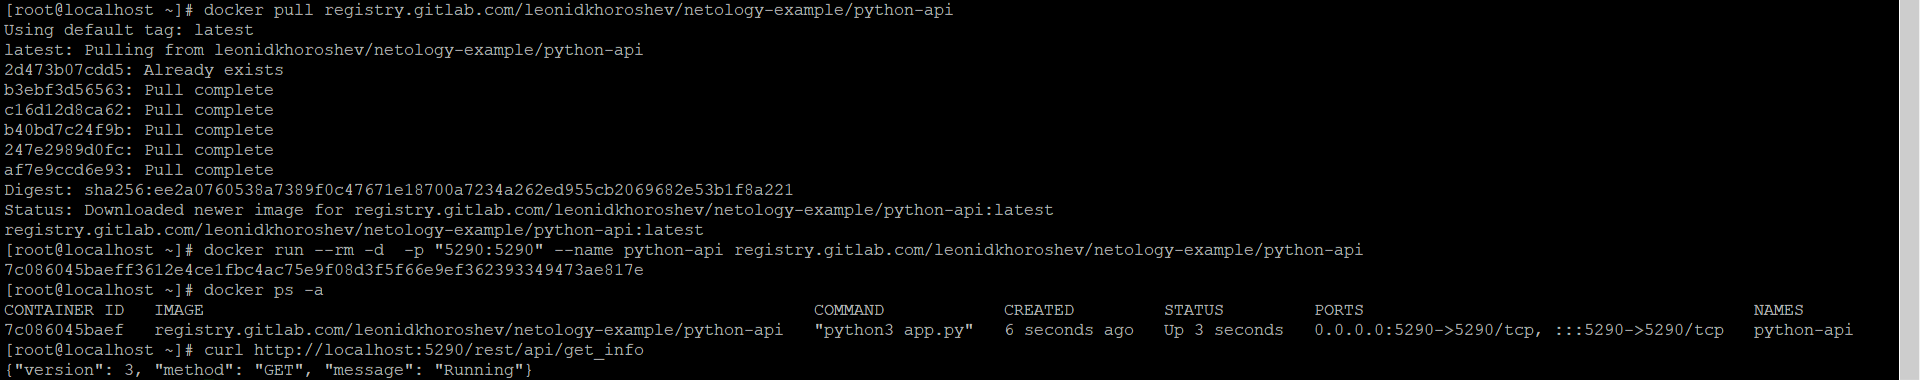 [root@localhost ~]# docker pull registry.gitlab.com/leonidkhoroshev/netology-example/python-api
Using default tag: latest
latest: Pulling from leonidkhoroshev/netology-example/python-api
2d473b07cdd5: Already exists
b3ebf3d56563: Pull complete
c16d12d8ca62: Pull complete
b40bd7c24f9b: Pull complete
247e2989d0fc: Pull complete
af7e9ccd6e93: Pull complete
Digest: sha256:ee2a0760538a7389f0c47671e18700a7234a262ed955cb2069682e53b1f8a221
Status: Downloaded newer image for registry.gitlab.com/leonidkhoroshev/netology-example/python-api:latest
registry.gitlab.com/leonidkhoroshev/netology-example/python-api:latest
[root@localhost ~]# docker run --rm -d  -p "5290:5290" --name python-api registry.gitlab.com/leonidkhoroshev/netology-example/python-api
7c086045baeff3612e4ce1fbc4ac75e9f08d3f5f66e9ef362393349473ae817e
[root@localhost ~]# docker ps -a
CONTAINER ID   IMAGE                                                             COMMAND            CREATED         STATUS         PORTS                                       NAMES
7c086045baef   registry.gitlab.com/leonidkhoroshev/netology-example/python-api   "python3 app.py"   6 seconds ago   Up 3 seconds   0.0.0.0:5290->5290/tcp, :::5290->5290/tcp   python-api
[root@localhost ~]# curl http://localhost:5290/rest/api/get_info
{"version": 3, "method": "GET", "message": "Running"}